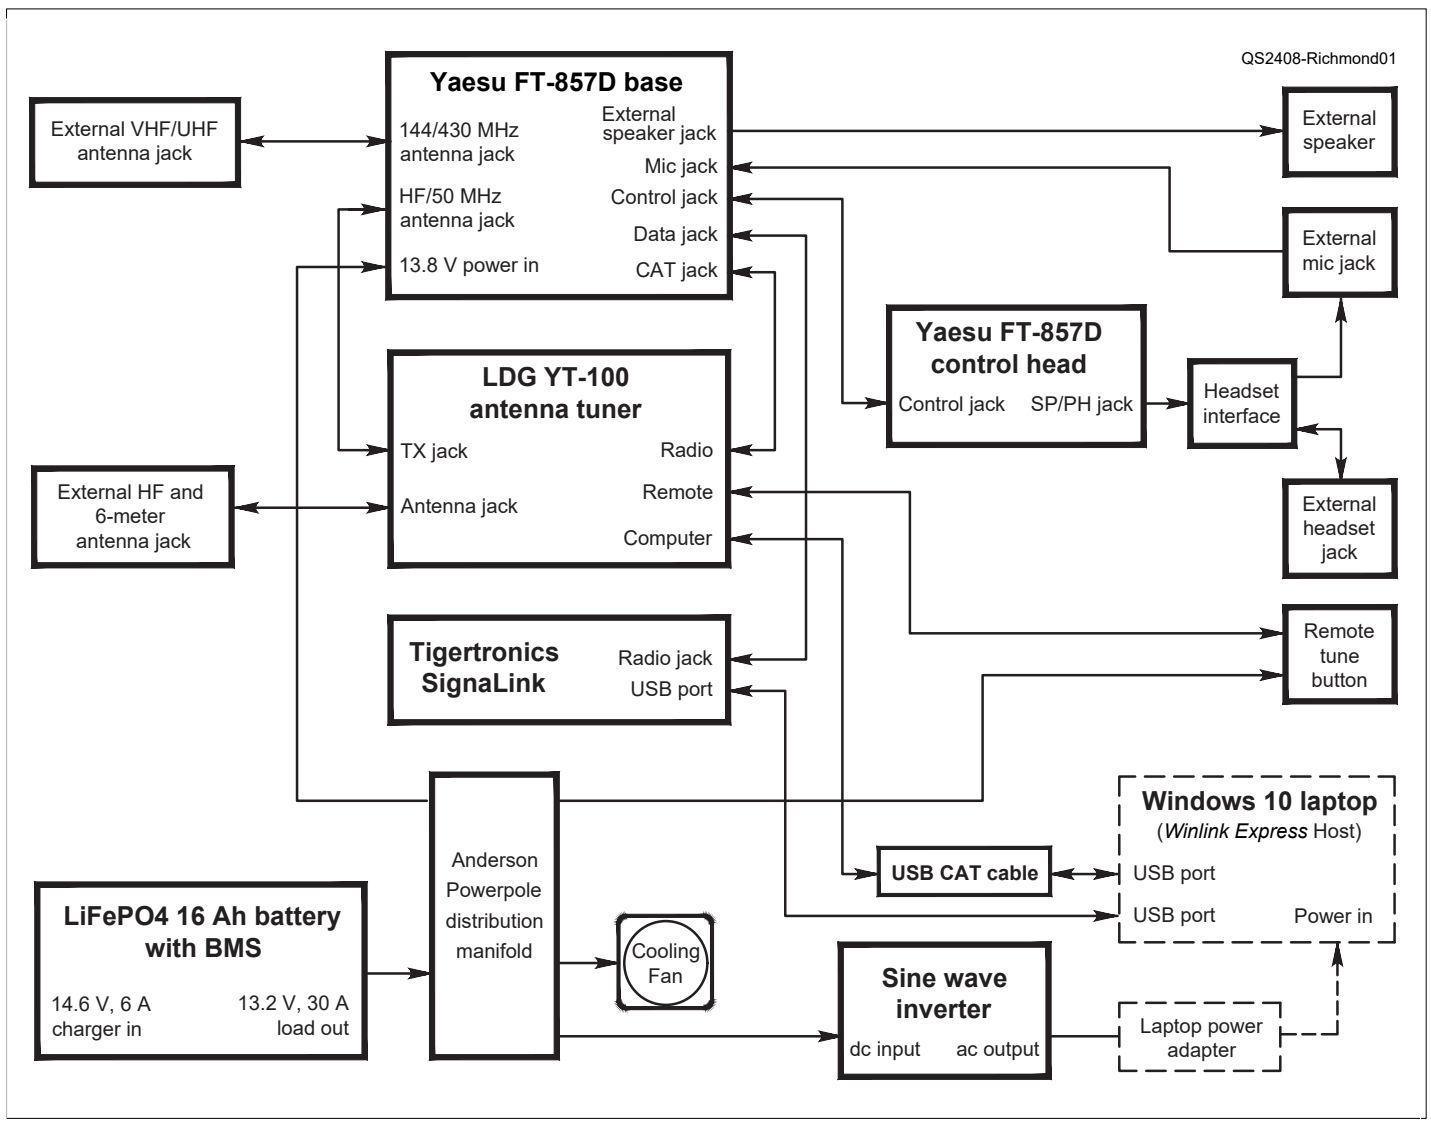 QS2408-Richmond01
Yaesu FT-857D base
144/430 MHz
antenna jack
HF/50 MHz
antenna jack
13.8 V power in
External
speaker jack
Mic jack
Control jack
Data jack
CAT jack
External VHF/UHF
antenna jack
External
speaker
External
mic jack
Yaesu FT-857D
control head
Control jack
SP/PH jack
Headset
interface
External
headset
jack
LDG YT-100
antenna tuner
TX jack
Antenna jack
Radio
Remote
Computer
External HF and
6-meter
antenna jack
Remote
tune
button
Tigertronics
SignaLink
Radio jack
USB port
Windows 10 laptop
(Winlink Express Host)
USB port
USB port
Power in
USB CAT cable
Anderson
Powerpole
distribution
manifold
LiFePO4 16 Ah battery
with BMS
14.6 V, 6 A
charger in
13.2 V, 30 A
load out
Cooling
Fan
Sine wave
inverter
dc input
ac output
Laptop power
adapter